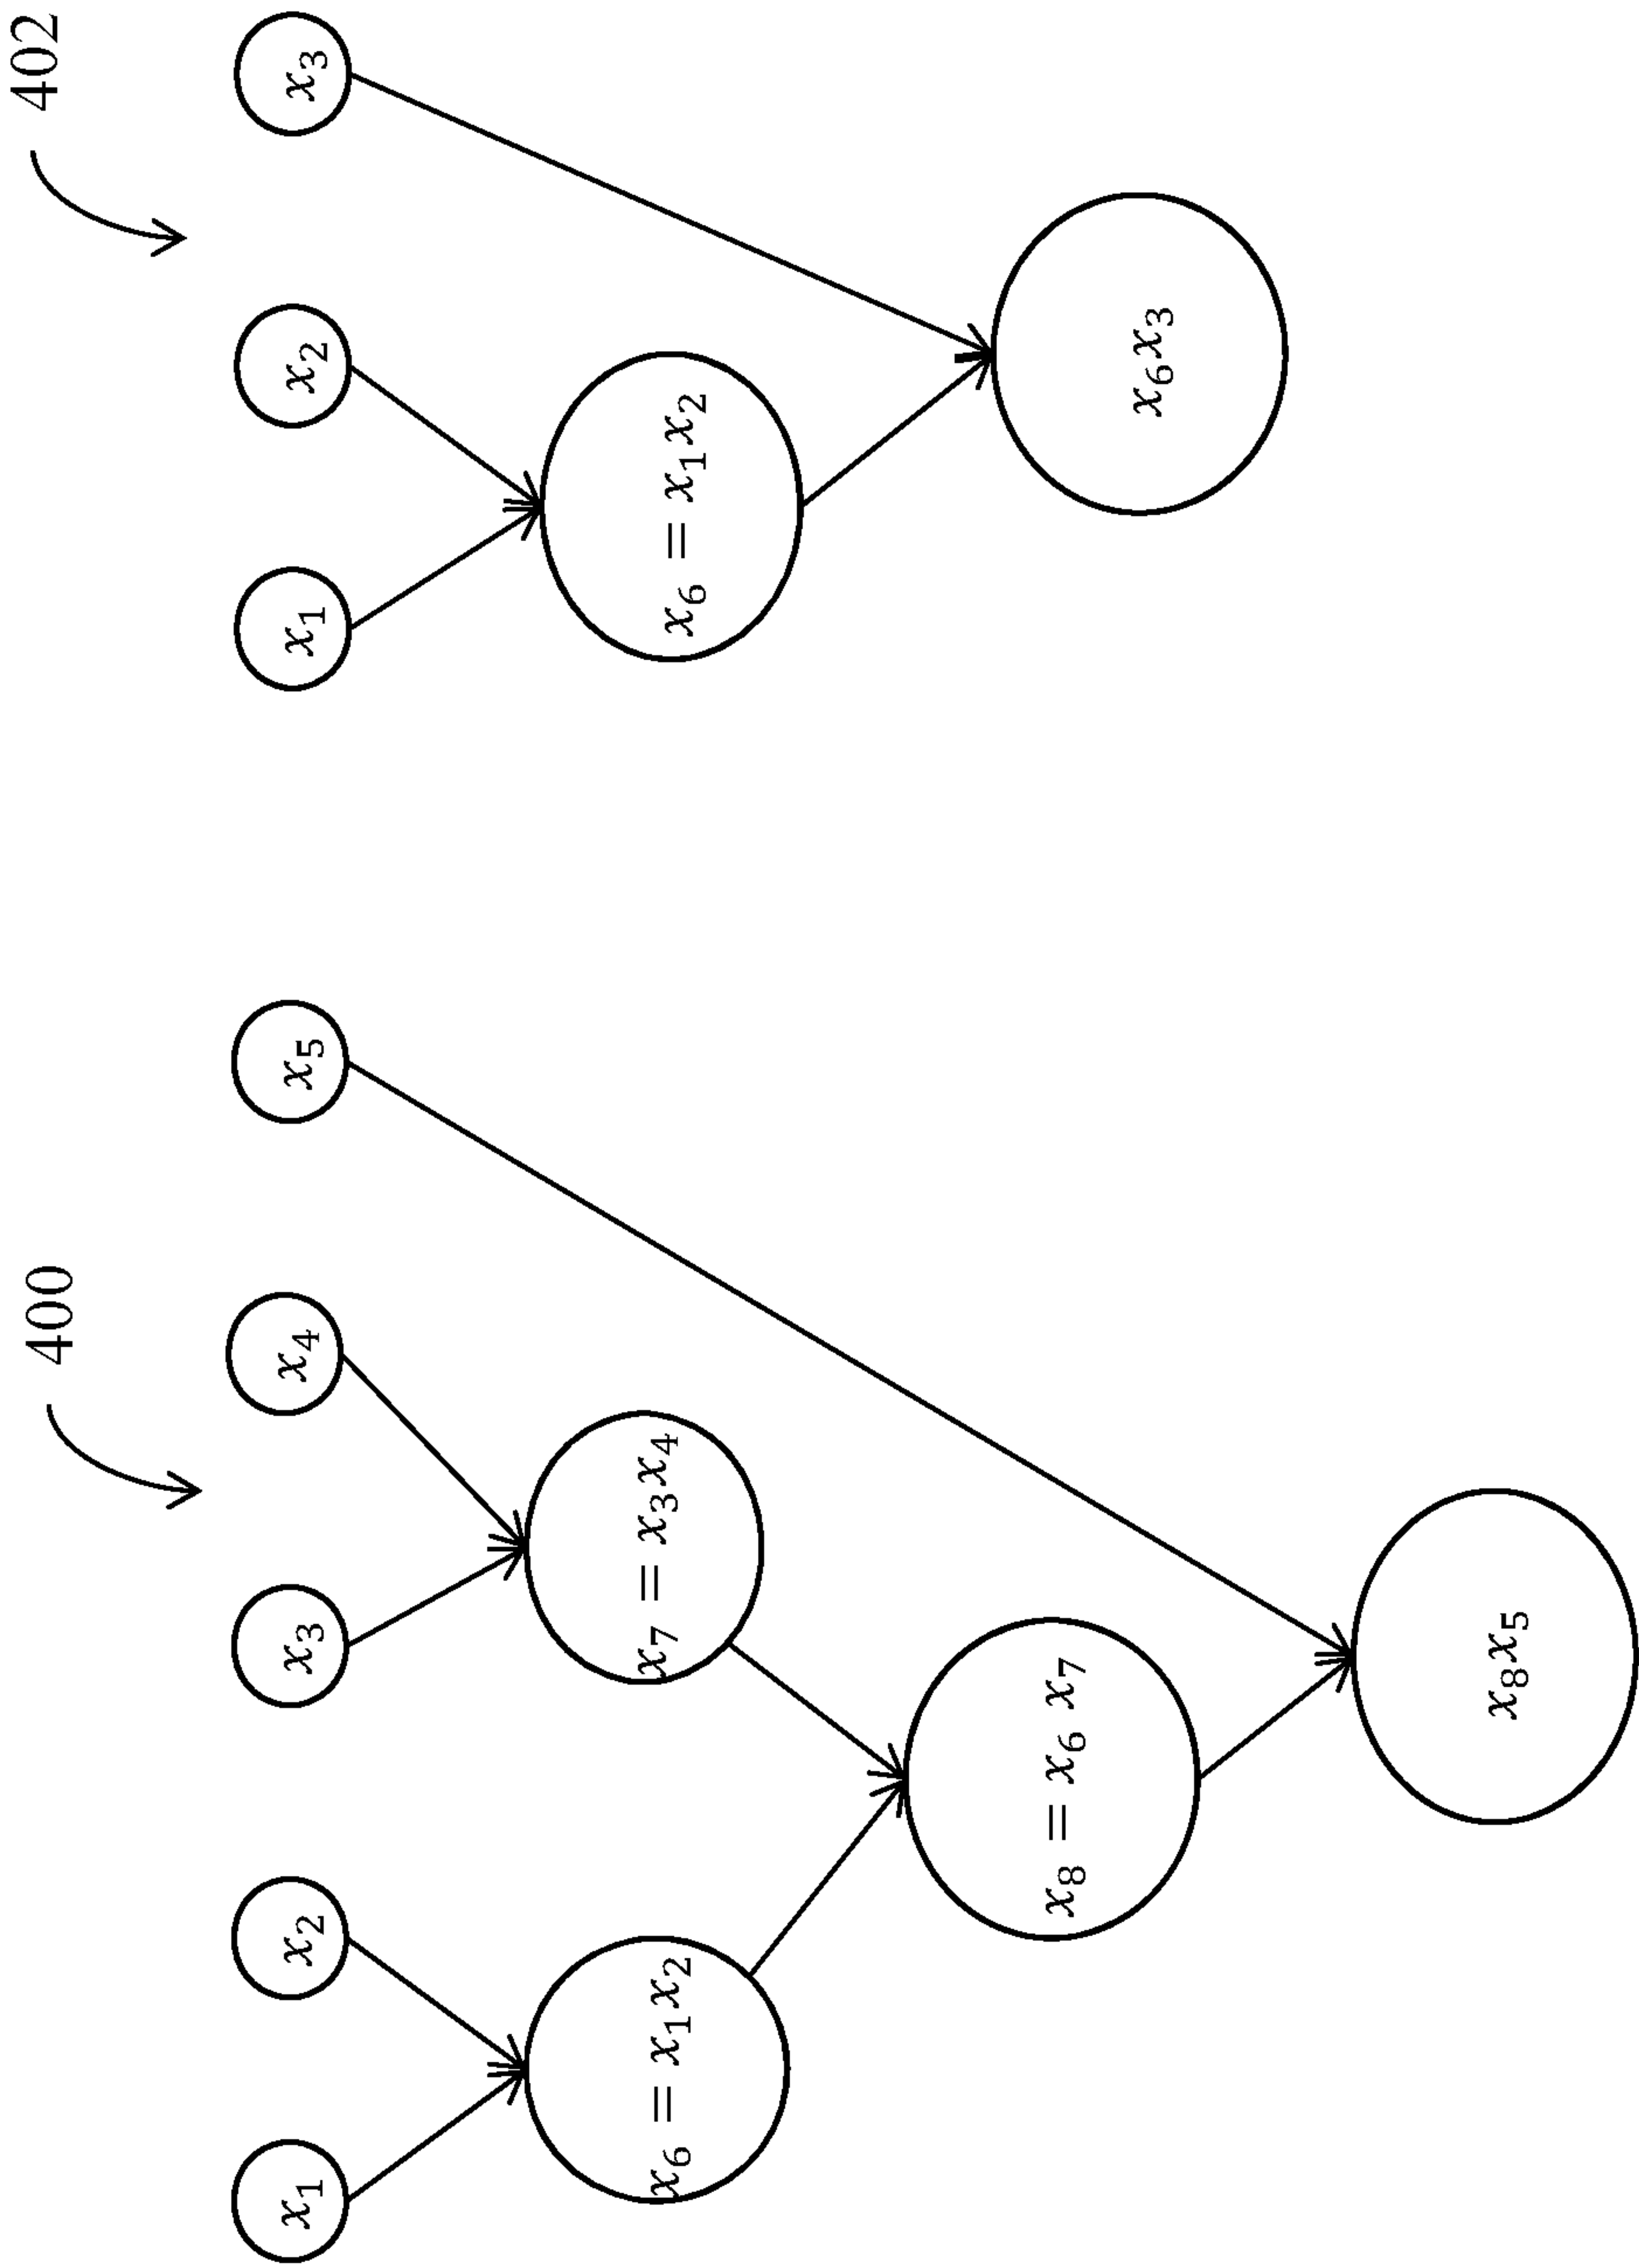 400
x₁
x₂
x₃
x₄
x₅
x₆ = x₁x₂
x₇ = x₃x₄
x₈ = x₆ x₇
x₈x₅
402
x₁
x₂
x₃
x₆ = x₁x₂
x₆x₃